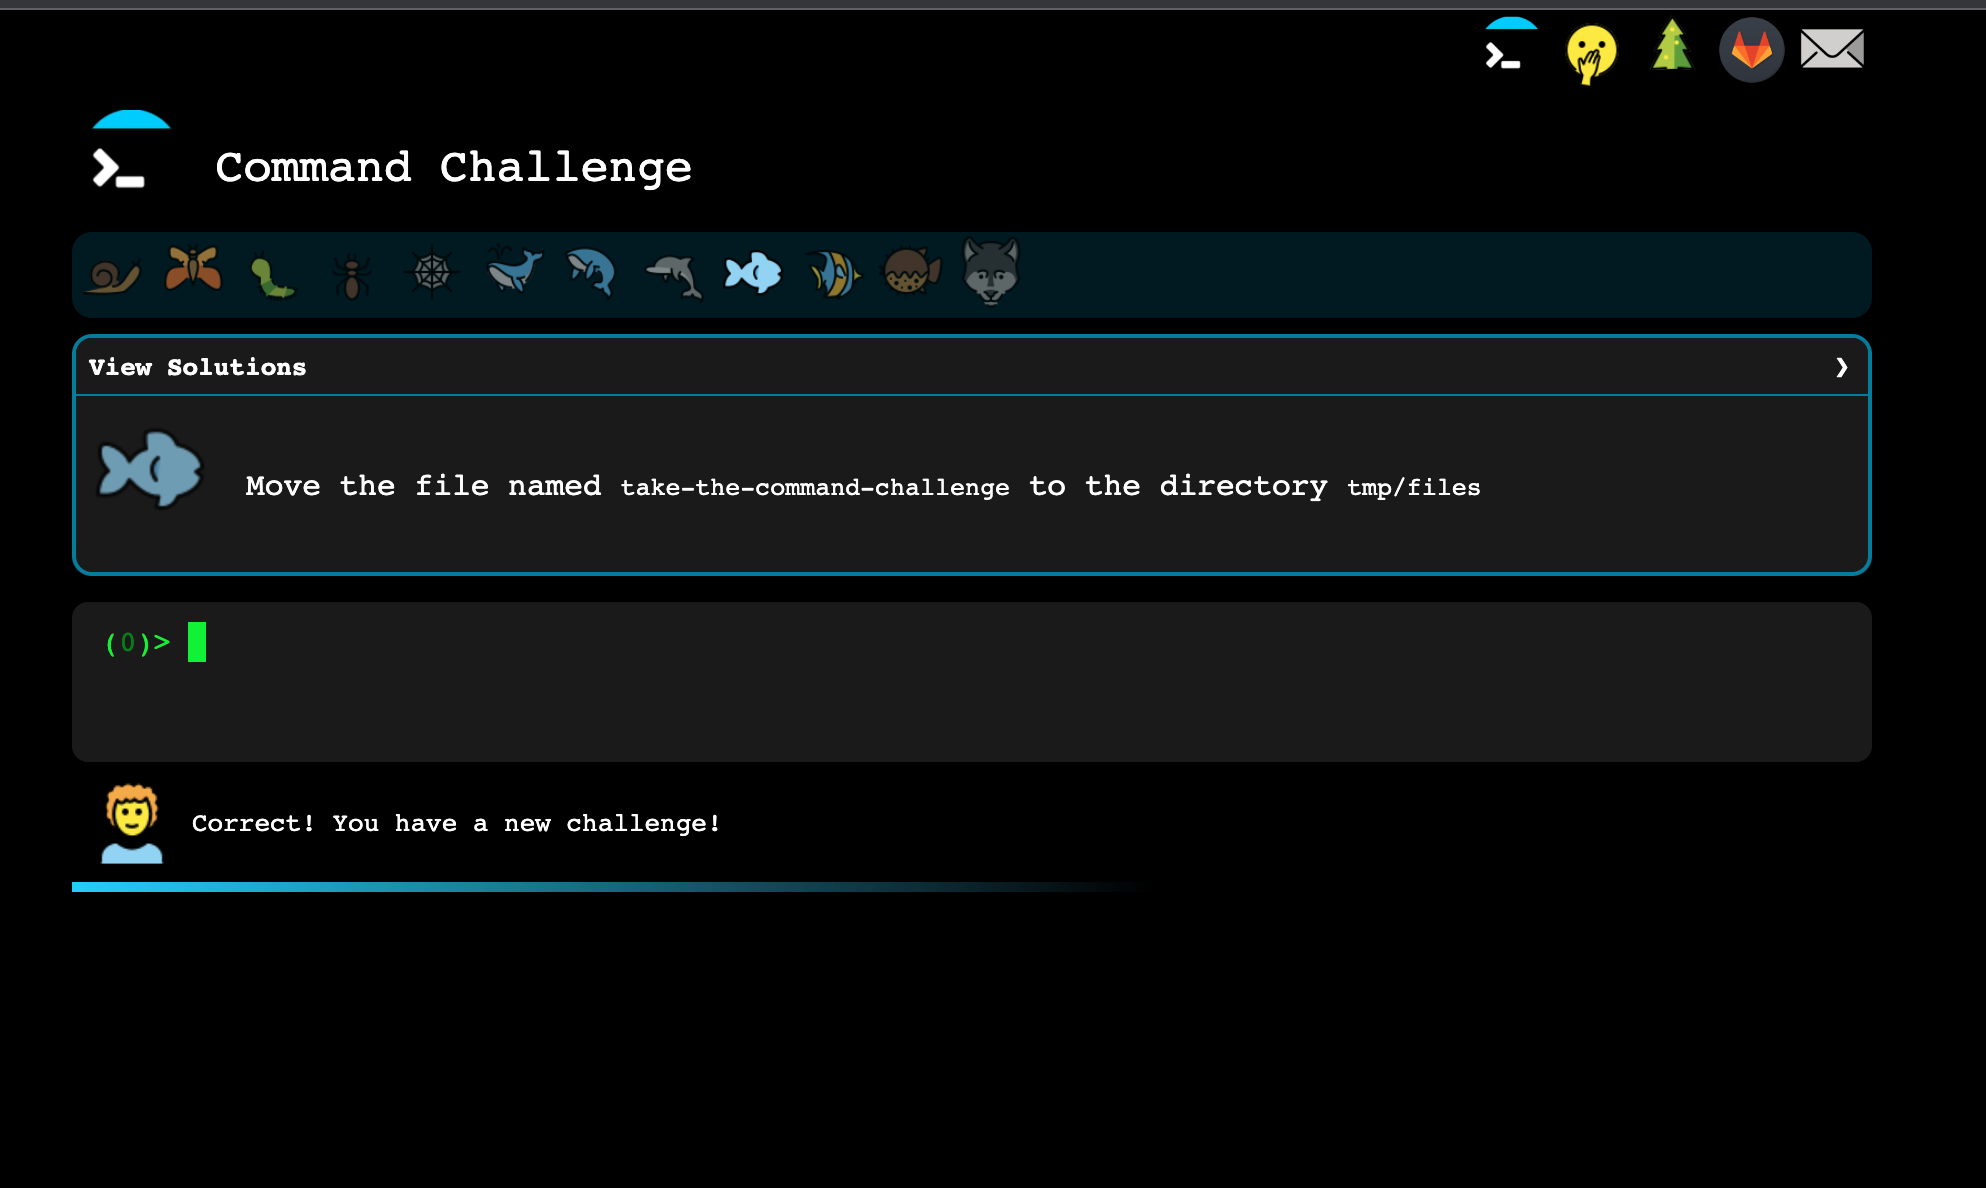 Command Challenge
View Solutions
Move the file named take-the-command-challenge to the directory tmp/files
(0)>
Correct! You have a new challenge!